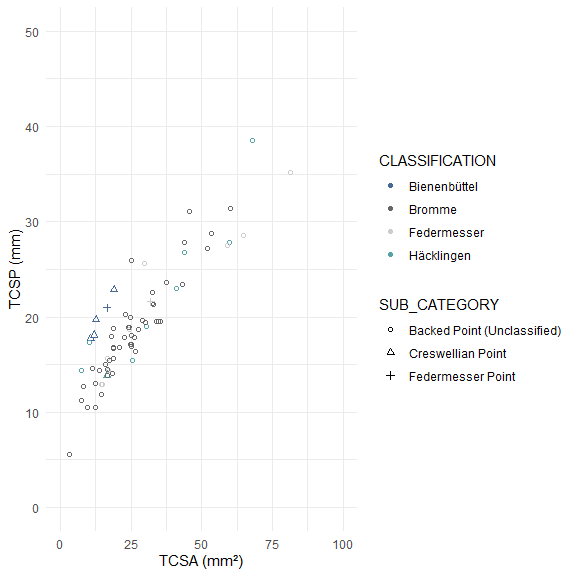 50
40
30
20
10
0
TCSP (mm)
0 25 50 75 100
TCSA (mm²)
CLASSIFICATION
Bienenbüttel
Bromme
Federmesser
Häcklingen
SUB_CATEGORY
Backed Point (Unclassified)
Creswellian Point
Federmesser Point